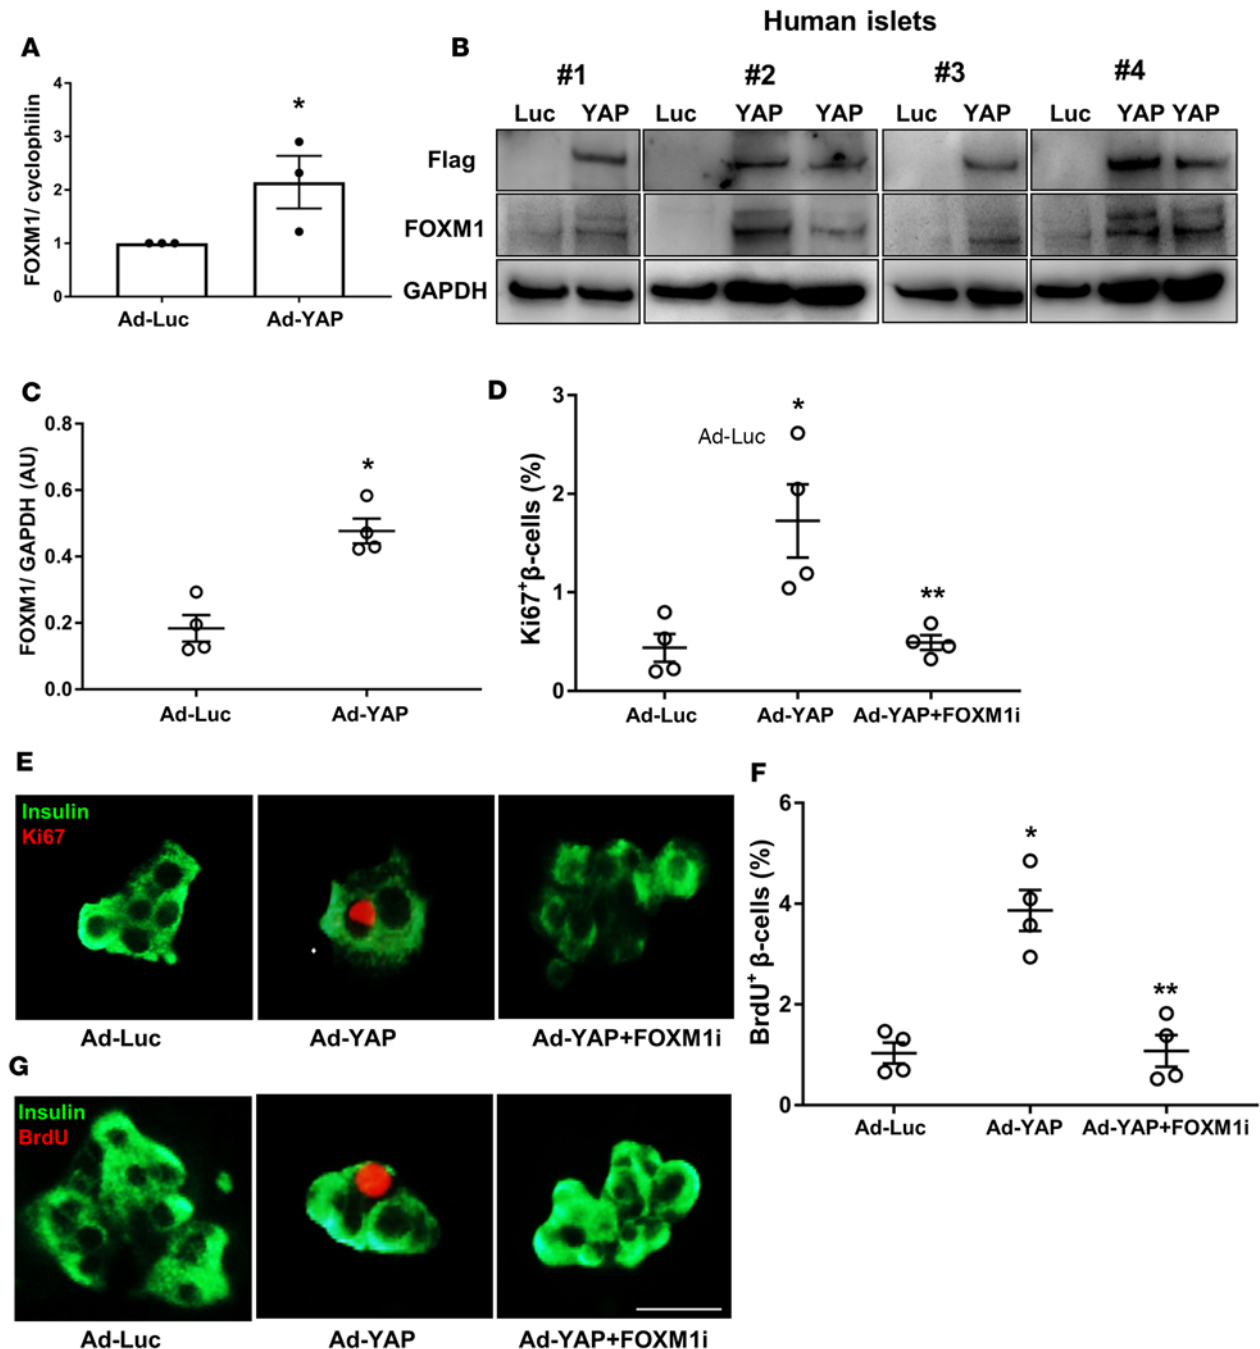 Human islets
A
B
#1
#2
#3
#4
Luc YAP Luc YAP YAP Luc YAP Luc YAP YAP
Flag
FOXM1
GAPDH
FOXM1/ cyclophilin
4
3
2
1
0
*
Ad-Luc
Ad-YAP
C
FOXM1/ GAPDH (AU)
0.8
0.6
0.4
0.2
0.0
*
Ad-Luc
Ad-YAP
D
Ki67+β-cells (%)
3
2
1
0
Ad-Luc
*
**
Ad-Luc
Ad-YAP
Ad-YAP+FOXM1i
E
Insulin
Ki67
Ad-Luc
Ad-YAP
Ad-YAP+FOXM1i
F
BrdU+ β-cells (%)
6
4
2
0
*
**
Ad-Luc
Ad-YAP
Ad-YAP+FOXM1i
G
Insulin
BrdU
Ad-Luc
Ad-YAP
Ad-YAP+FOXM1i